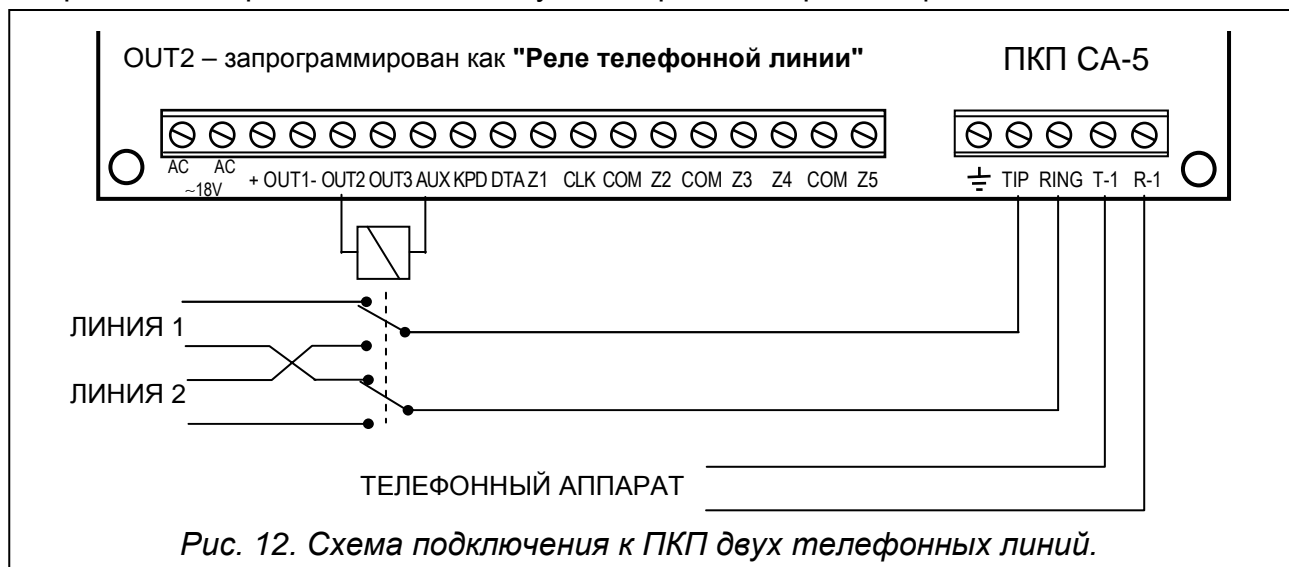 OUT2 – запрограммирован как "Реле телефонной линии"
ПКП СА-5
AC AC + OUT1- OUT2 OUT3 AUX KPD DTA Z1 CLK COM Z2 COM Z3 Z4 COM Z5
~18V
TIP RING T-1 R-1
ЛИНИЯ 1
ЛИНИЯ 2
ТЕЛЕФОННЫЙ АППАРАТ
Рис. 12. Схема подключения к ПКП двух телефонных линий.